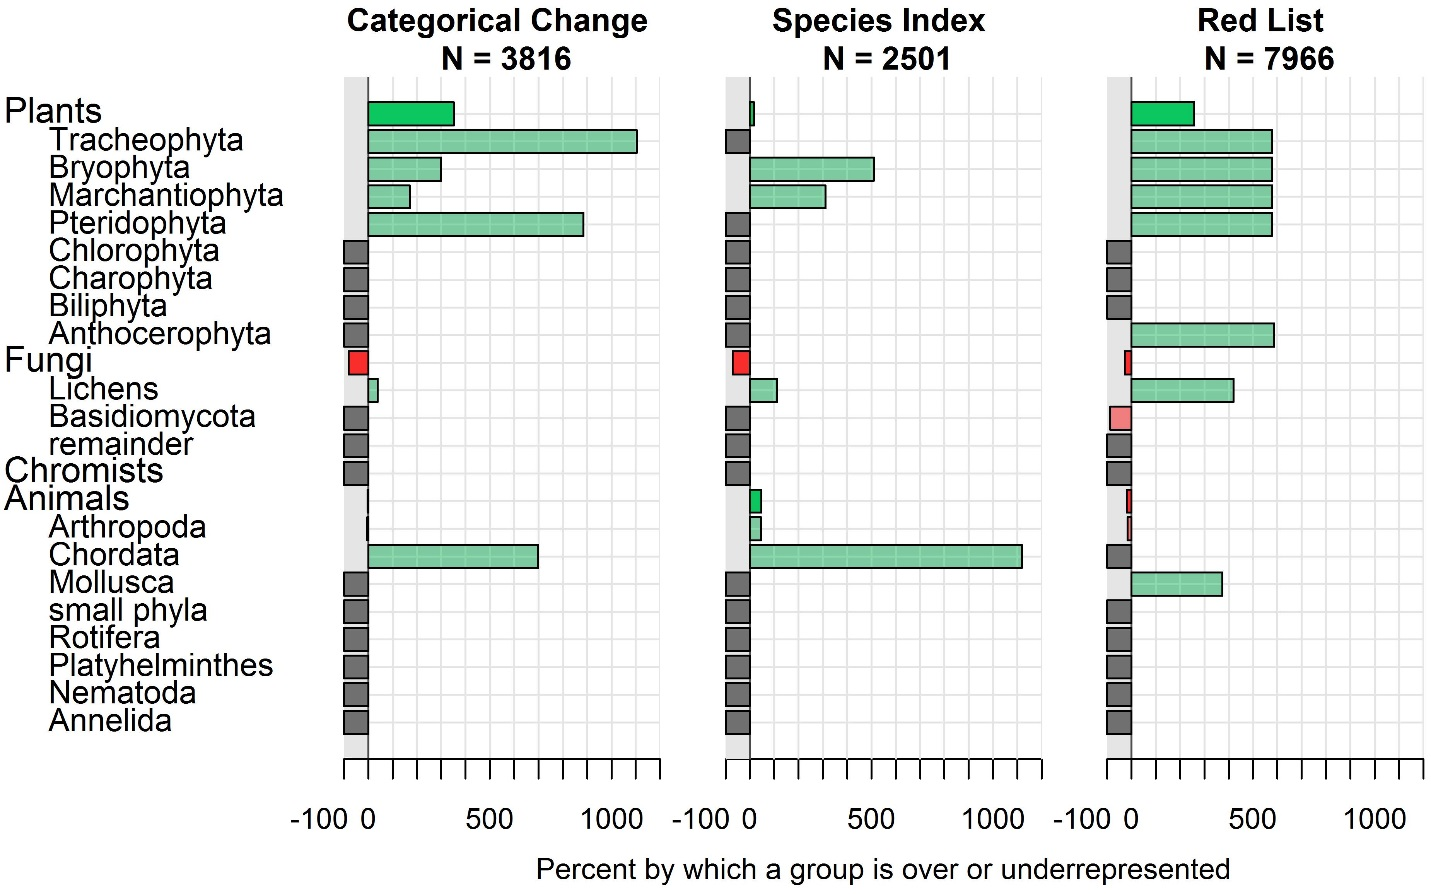 Categorical Change Species Index Red List
N = 3816 N = 2501 N = 7966
Plants
Tracheophyta
Bryophyta
Marchantiophyta
Pteridophyta
Chlorophyta
Charophyta
Biliphyta
Anthocerophyta
Fungi
Lichens
Basidiomycota
remainder
Chromists
Animals
Arthropoda
Chordata
Mollusca
small phyla
Rotifera
Platyhelminthes
Nematoda
Annelida
-100 0 500 1000 -100 0 500 1000 -100 0 500 1000
Percent by which a group is over or underrepresented